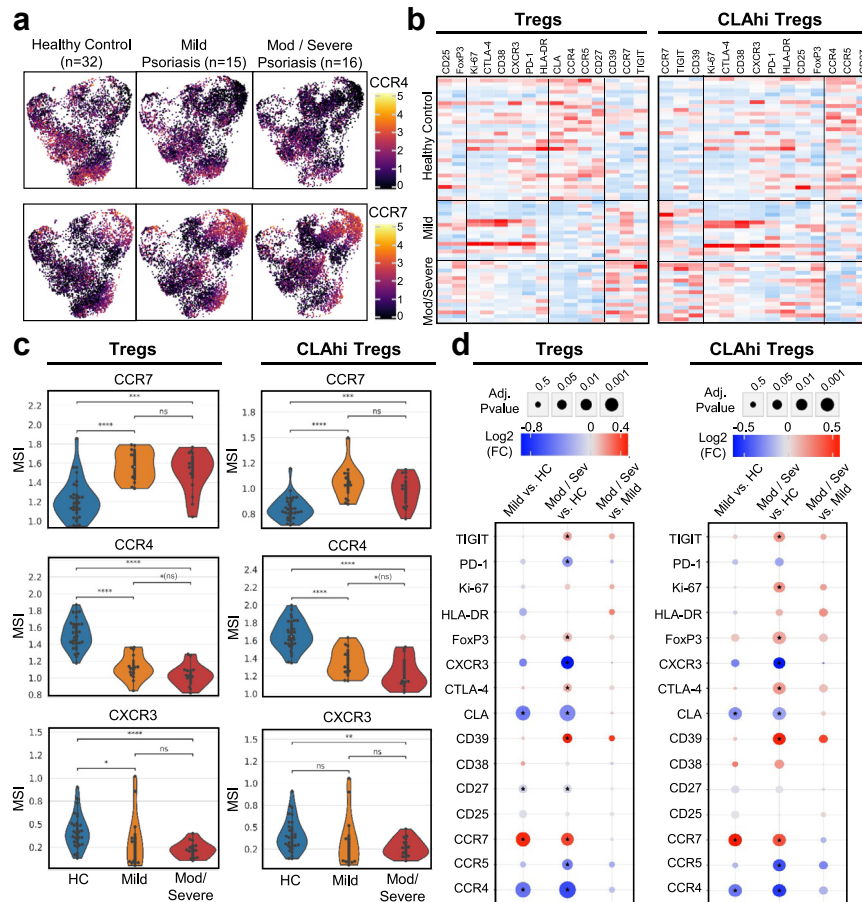 a
Healthy Control
(n=32)
Mild
Psoriasis (n=15)
Mod / Severe
Psoriasis (n=16)
CCR4
5
4
3
2
1
0
CCR7
5
4
3
2
1
0
b
Tregs
CLAhi Tregs
CD25
FoxP3
Ki-67
CTLA-4
CD38
CXCR3
PD-1
HLA-DR
CLA
CCR4
CCR5
CD27
CD39
CCR7
TIGIT
CCR7
TIGIT
CD39
Ki-67
CTLA-4
CD38
CXCR3
PD-1
HLA-DR
CD25
FoxP3
CCR4
CCR5
Healthy Control
Mild
Mod/Severe
c
Tregs
CLAhi Tregs
CCR7
MSI
2.2
2.0
1.8
1.6
1.4
1.2
1.0
***
ns
****
CCR7
1.8
1.5
1.2
1.0
0.8
***
ns
****
CCR4
MSI
2.4
2.2
2.0
1.8
1.6
1.4
1.2
1.0
0.8
****
*(ns)
****
CCR4
2.4
2.2
2.0
1.8
1.6
1.4
1.2
1.0
****
*(ns)
****
CXCR3
MSI
1.5
1.2
1.0
0.8
0.5
0.2
****
ns
*
HC
Mild
Mod/
Severe
CXCR3
1.5
1.2
1.0
0.8
0.5
0.2
**
ns
ns
HC
Mild
Mod/
Severe
d
Tregs
CLAhi Tregs
Adj.
Pvalue
0.5
0.05
0.01
0.001
Log2
(FC)
-0.8
0
0.4
Mild vs. HC
Mod / Sev
vs. HC
Mod / Sev
vs. Mild
Adj.
Pvalue
0.5
0.05
0.01
0.001
Log2
(FC)
-0.5
0
0.6
Mild vs. HC
Mod / Sev
vs. HC
Mod / Sev
vs. Mild
TIGIT
PD-1
Ki-67
HLA-DR
FoxP3
CXCR3
CTLA-4
CLA
CD39
CD38
CD27
CD25
CCR7
CCR5
CCR4
TIGIT
PD-1
Ki-67
HLA-DR
FoxP3
CXCR3
CTLA-4
CLA
CD39
CD38
CD27
CD25
CCR7
CCR5
CCR4